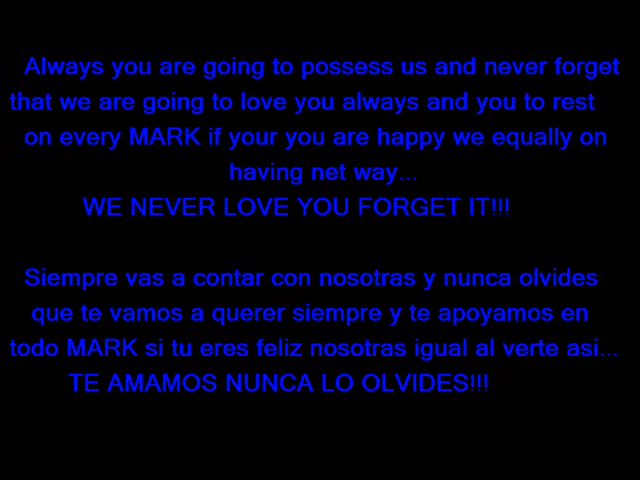 Always you are going to possess us and never forget
that we are going to love you always and you to rest
on every MARK if your you are happy we equally on
having net way...
WE NEVER LOVE YOU FORGET IT!!!
Siempre vas a contar con nosotras y nunca olvides
que te vamos a querer siempre y te apoyamos en
todo MARK si tu eres feliz nosotras igual al verte asi...
TE AMAMOS NUNCA LO OLVIDES!!!